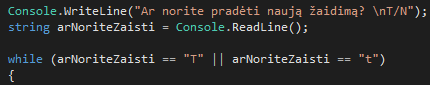 Console.WriteLine("Ar norite pradėti naują žaidimą? \nT/N");
string arNoriteZaisti = Console.ReadLine();
while (arNoriteZaisti == "T" || arNoriteZaisti == "t")
{